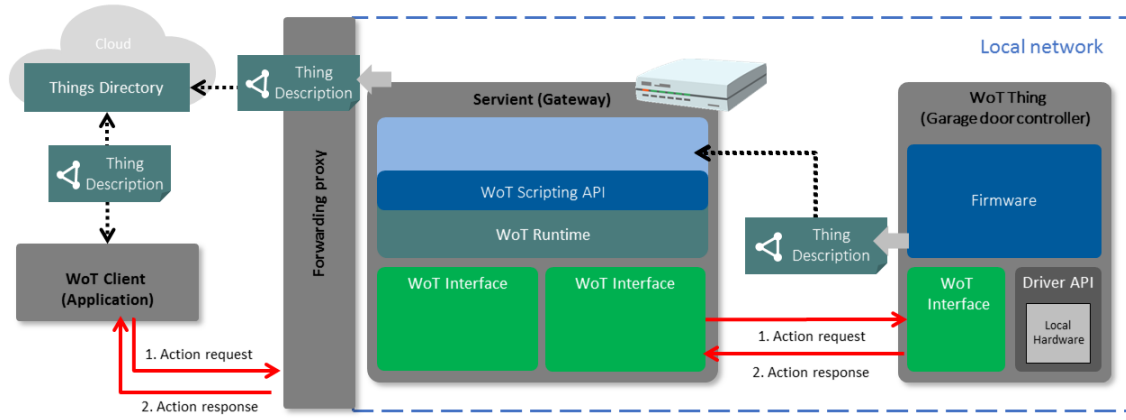 Cloud
Things Directory
Thing
Description
WoT Client
(Application)
1. Action request
2. Action response
Thing
Description
Forwarding proxy
Local network
Servient (Gateway)
WoT Scripting API
WoT Runtime
WoT Interface
WoT Interface
Thing
Description
1. Action request
2. Action response
WoT Thing
(Garage door controller)
Firmware
WoT
Interface
Driver API
Local
Hardware